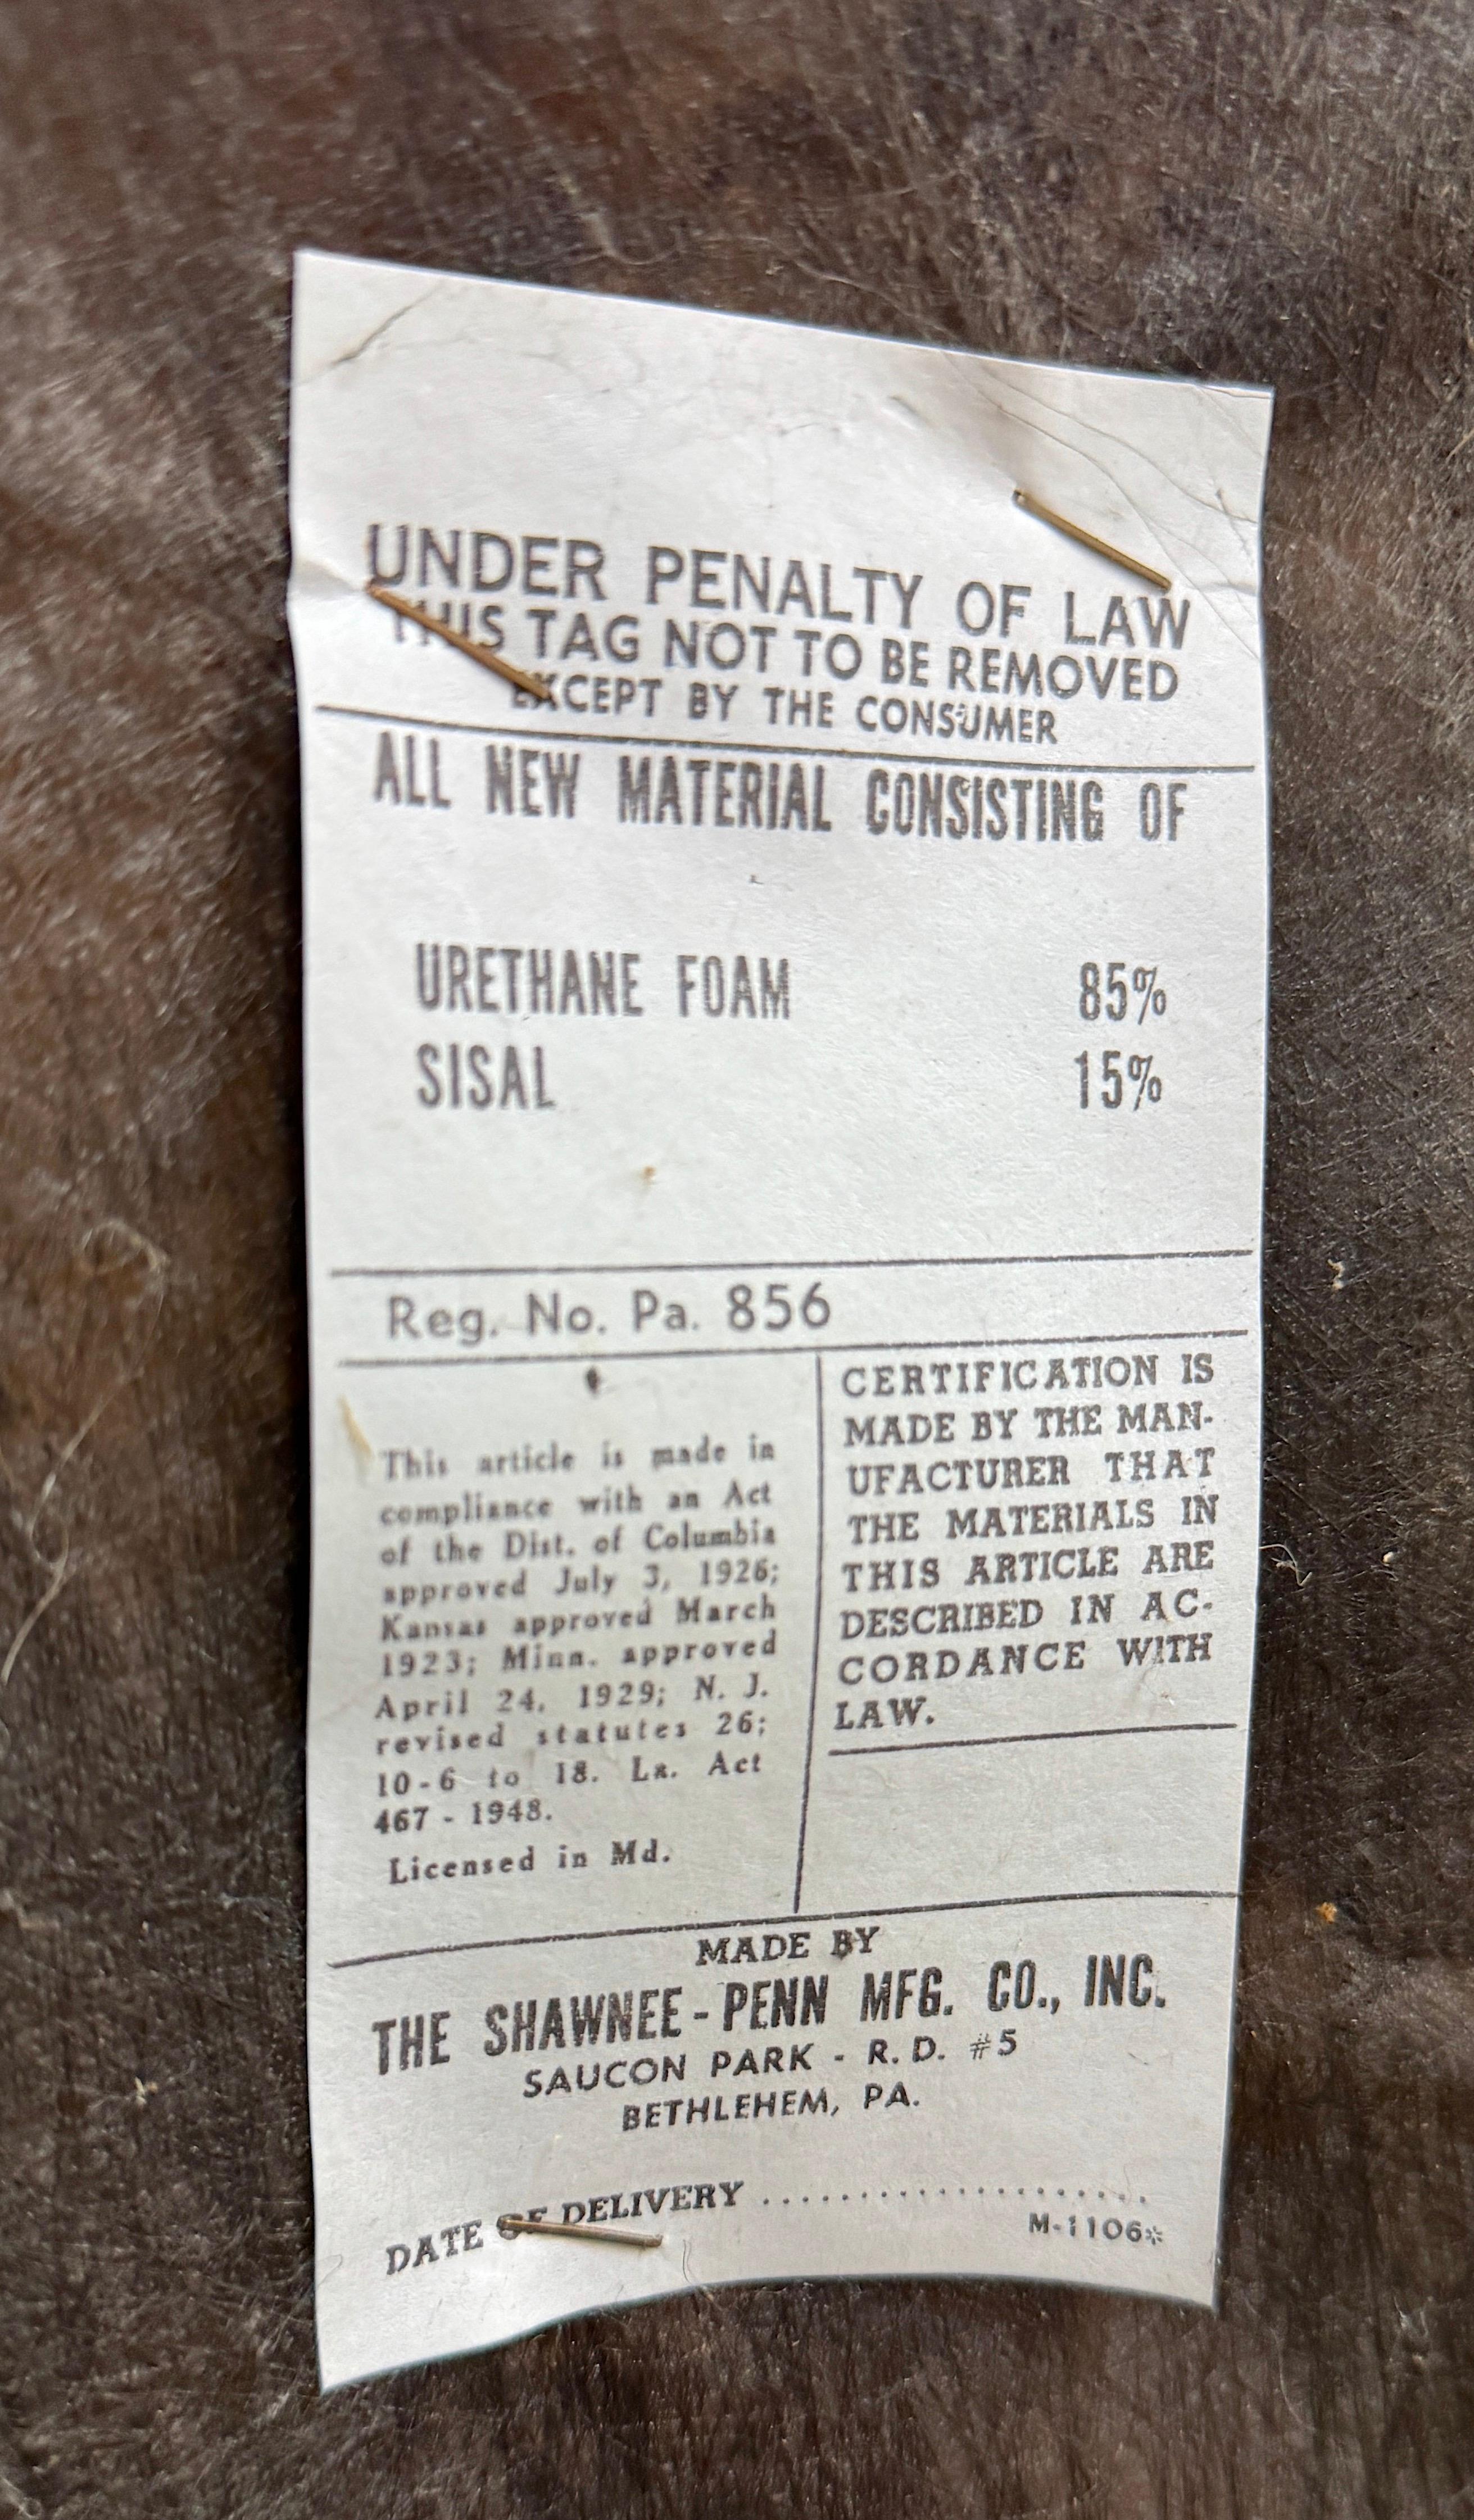 UNDER PENALTY OF LAW
THIS TAG NOT TO BE REMOVED
EXCEPT BY THE CONSUMER
ALL NEW MATERIAL CONSISTING OF
URETHANE FOAM 85%
SISAL 15%
Reg. No. Pa. 856
This article is made in
compliance with an Act
of the Dist. of Columbia
approved July 3, 1926;
Kansas approved March
1923; Minn. approved
April 24, 1929; N. J.
revised statutes 26;
10-6 to 18. La. Act
467 - 1948.
Licensed in Md.
CERTIFICATION IS
MADE BY THE MAN-
UFACTURER THAT
THE MATERIALS IN
THIS ARTICLE ARE
DESCRIBED IN AC-
CORDANCE WITH
LAW.
MADE BY
THE SHAWNEE-PENN MFG. CO., INC.
SAUCON PARK - R. D. #5
BETHLEHEM, PA.
DATE OF DELIVERY ....................
M-1106*